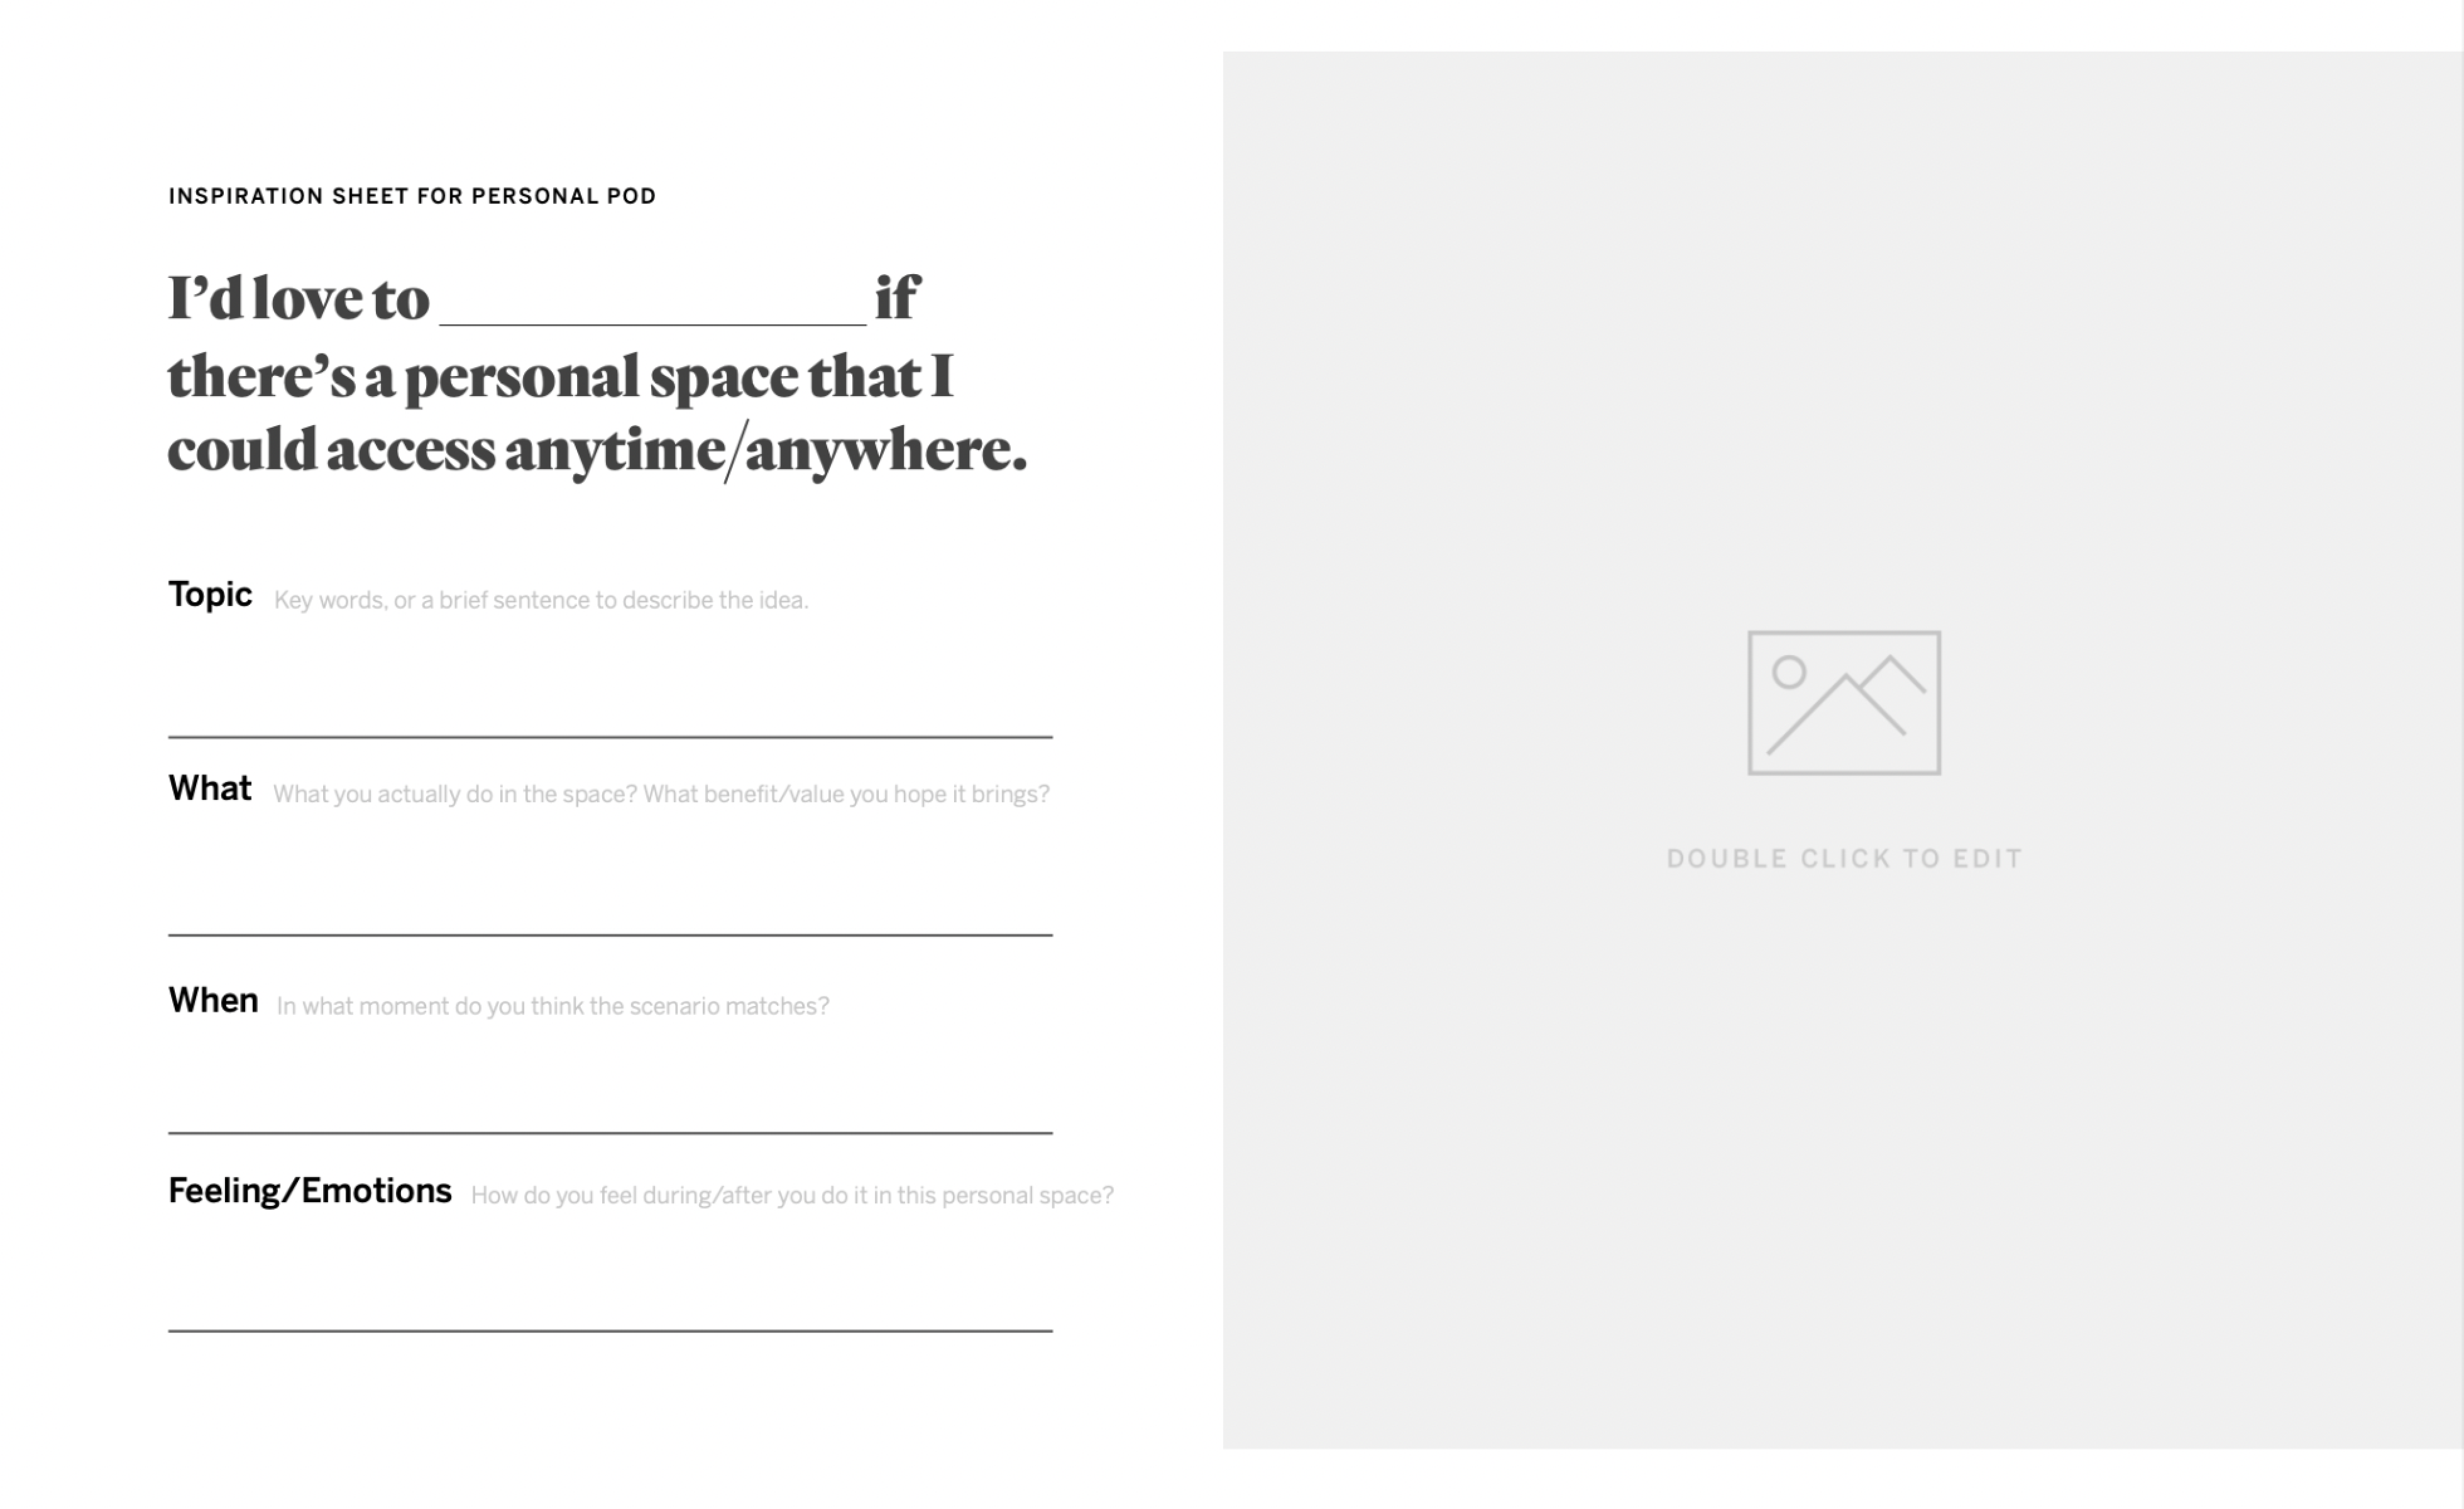 INSPIRATION SHEET FOR PERSONAL POD
I’d love to ____________________ if
there’s a personal space that I
could access anytime/anywhere.
Topic Key words, or a brief sentence to describe the idea.
What What you actually do in the space? What benefit/value you hope it brings?
When In what moment do you think the scenario matches?
Feeling/Emotions How do you feel during/after you do it in this personal space?
DOUBLE CLICK TO EDIT